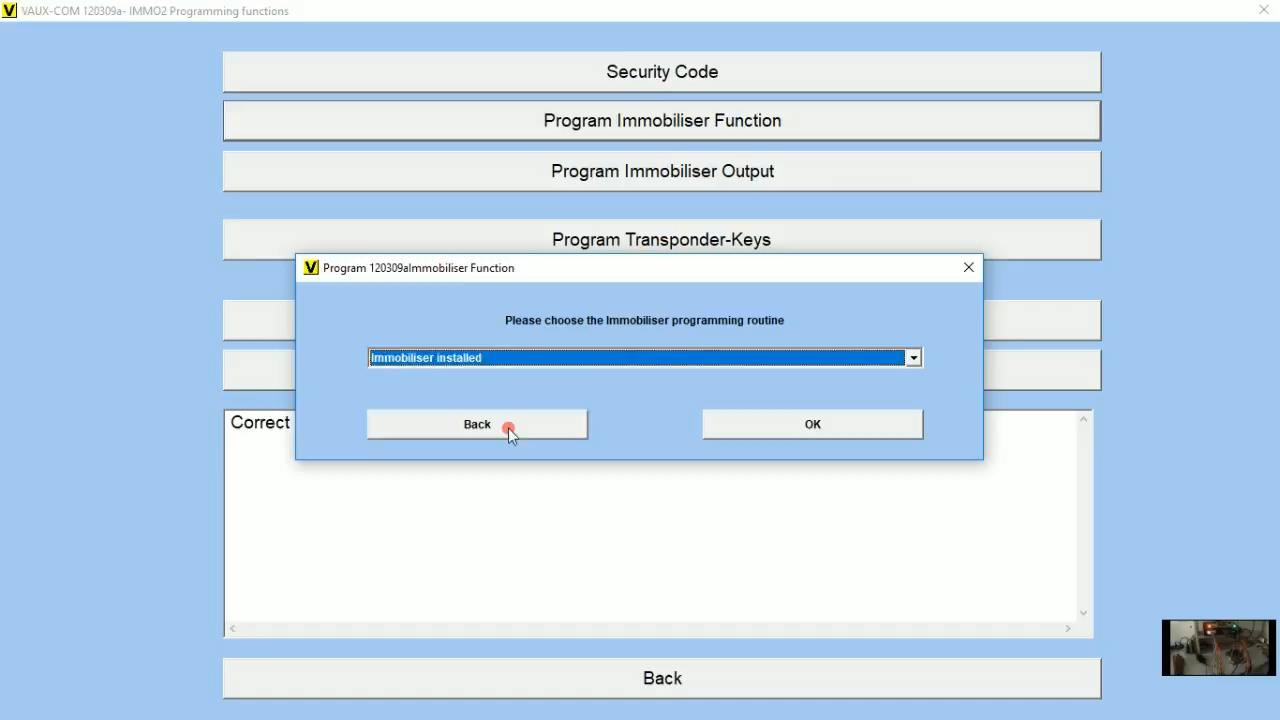 VAUX-COM 120309a- IMMO2 Programming functions
Security Code
Program Immobiliser Function
Program Immobiliser Output
Program Transponder-Keys
Program 120309aImmobiliser Function
Please choose the Immobiliser programming routine
Immobiliser installed
Back
OK
Correct
Back